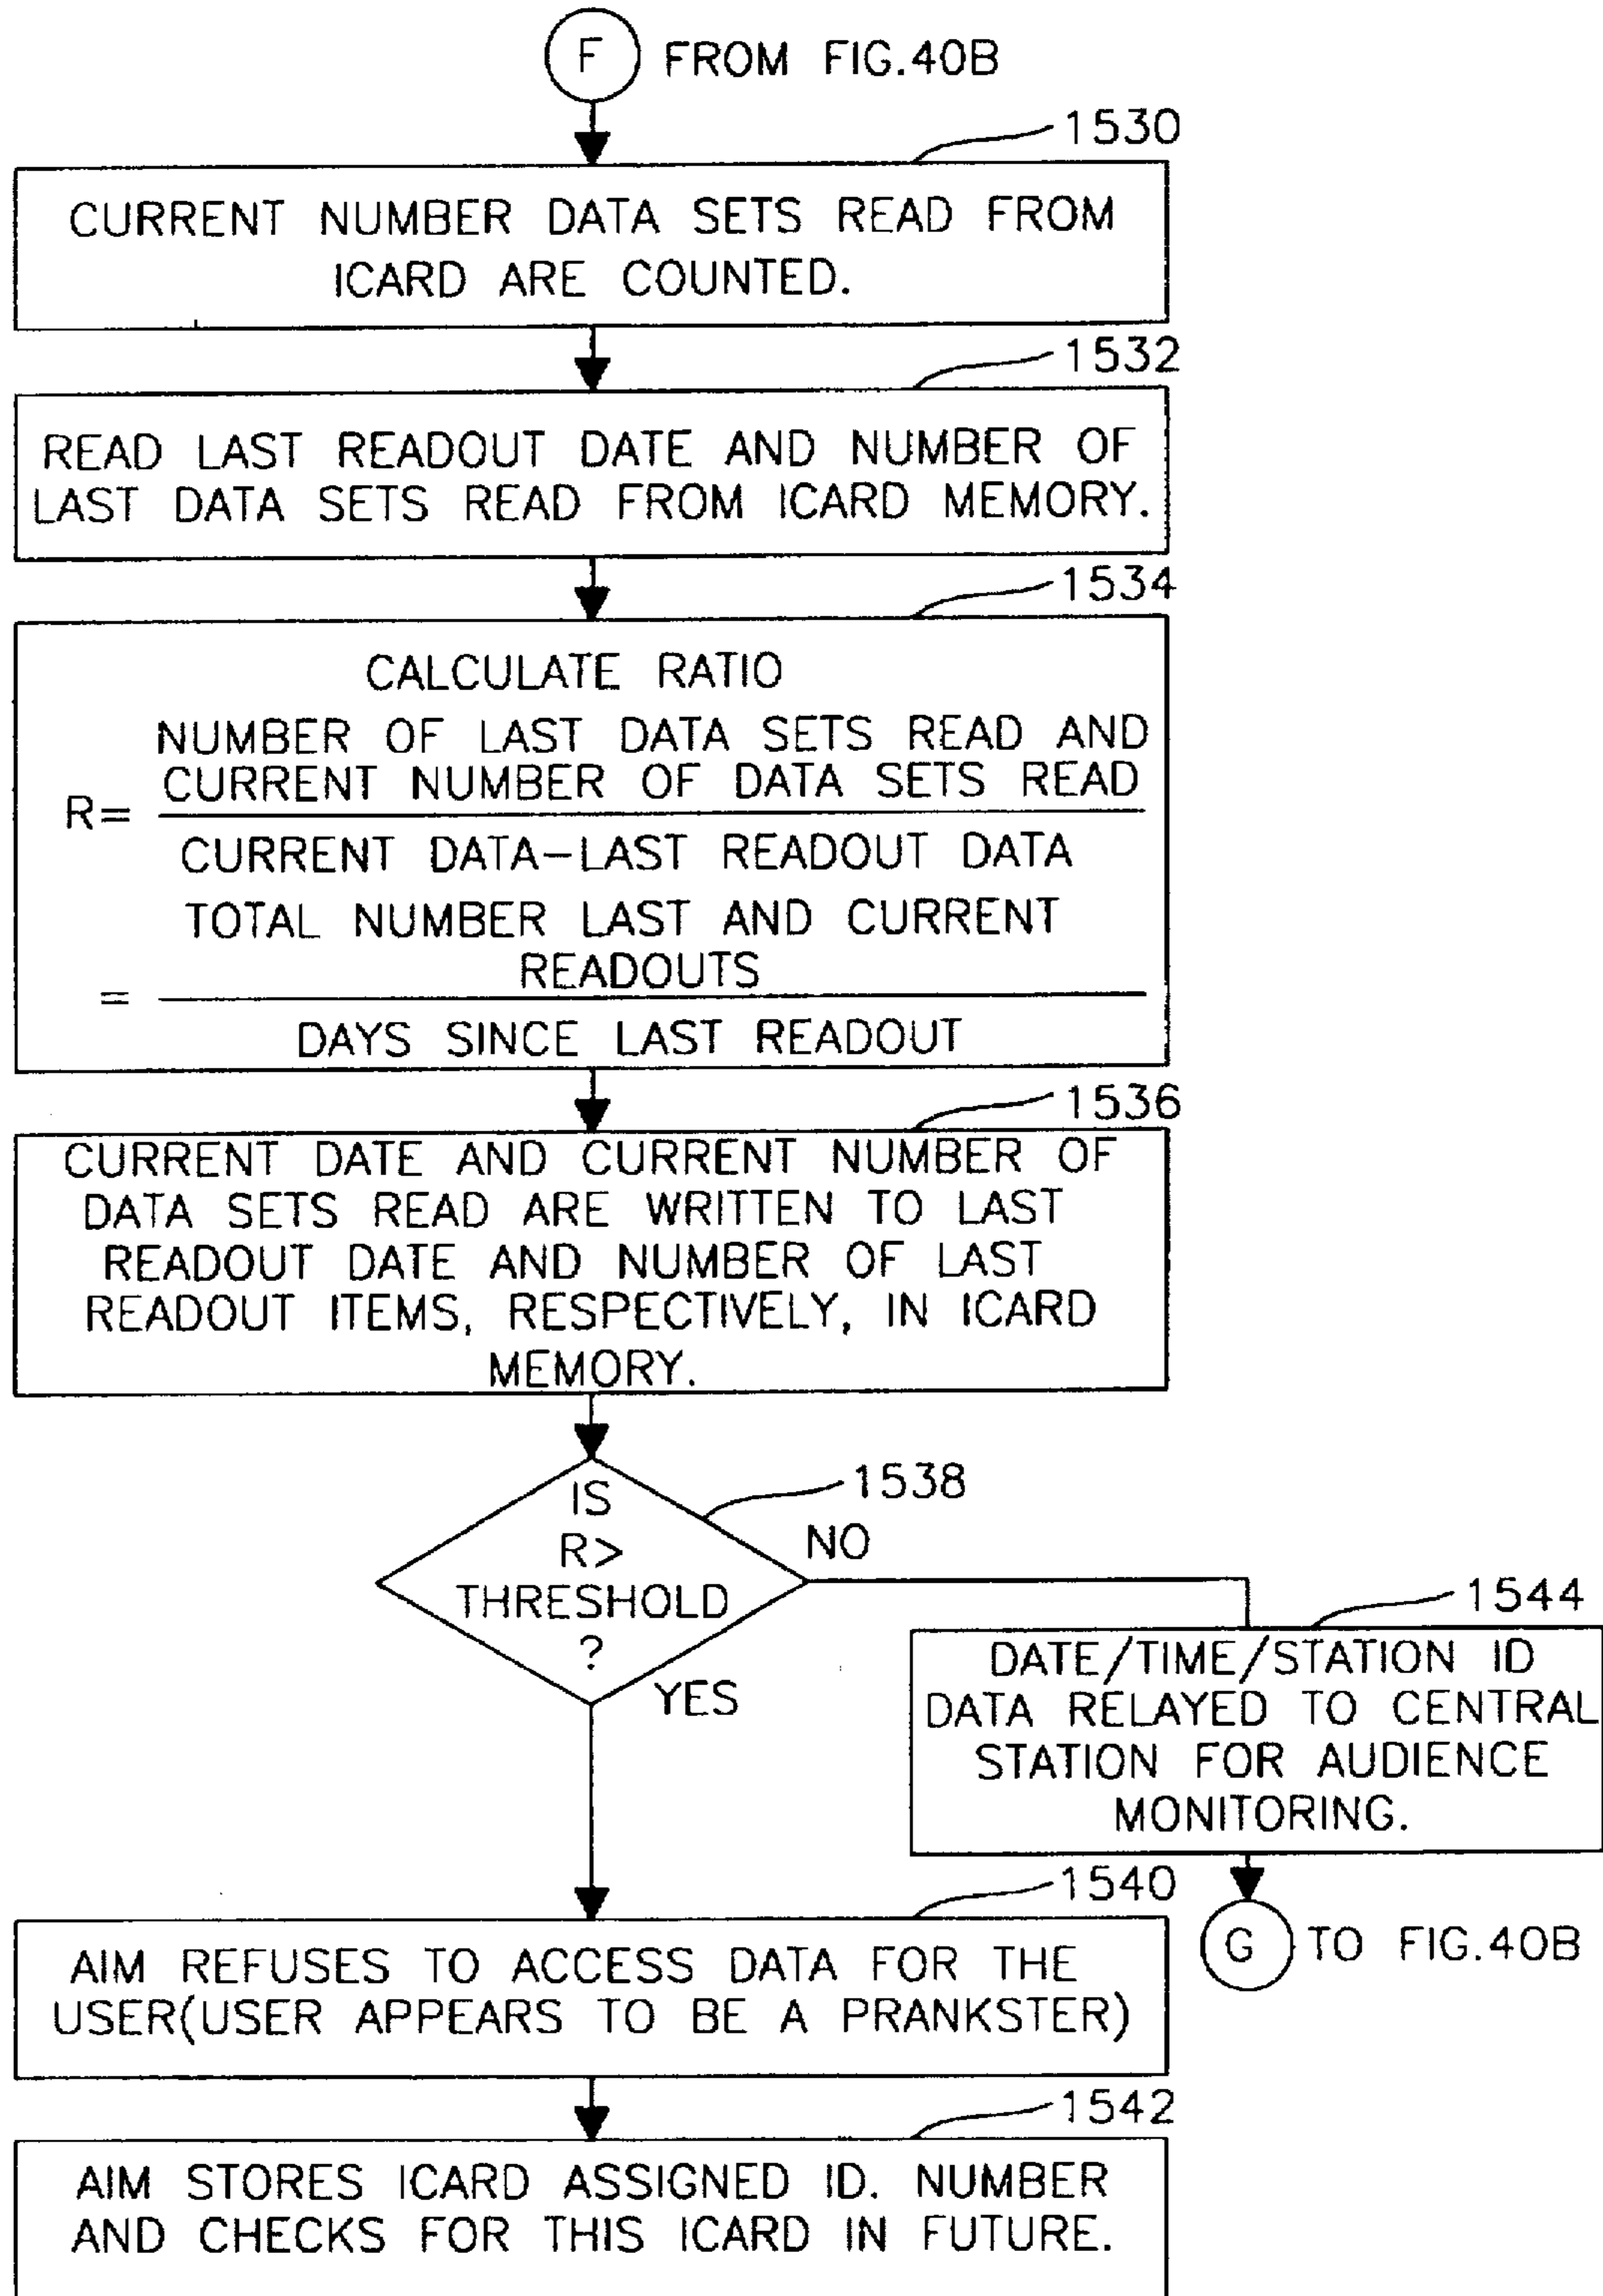 F FROM FIG.40B
1530
CURRENT NUMBER DATA SETS READ FROM
ICARD ARE COUNTED.
1532
READ LAST READOUT DATE AND NUMBER OF
LAST DATA SETS READ FROM ICARD MEMORY.
1534
CALCULATE RATIO
NUMBER OF LAST DATA SETS READ AND
CURRENT NUMBER OF DATA SETS READ
R=
CURRENT DATA-LAST READOUT DATA
TOTAL NUMBER LAST AND CURRENT
READOUTS
=
DAYS SINCE LAST READOUT
1536
CURRENT DATE AND CURRENT NUMBER OF
DATA SETS READ ARE WRITTEN TO LAST
READOUT DATE AND NUMBER OF LAST
READOUT ITEMS, RESPECTIVELY, IN ICARD
MEMORY.
1538
IS
R>
THRESHOLD
?
NO
YES
1544
DATE/TIME/STATION ID
DATA RELAYED TO CENTRAL
STATION FOR AUDIENCE
MONITORING.
G TO FIG.40B
1540
AIM REFUSES TO ACCESS DATA FOR THE
USER(USER APPEARS TO BE A PRANKSTER)
1542
AIM STORES ICARD ASSIGNED ID. NUMBER
AND CHECKS FOR THIS ICARD IN FUTURE.